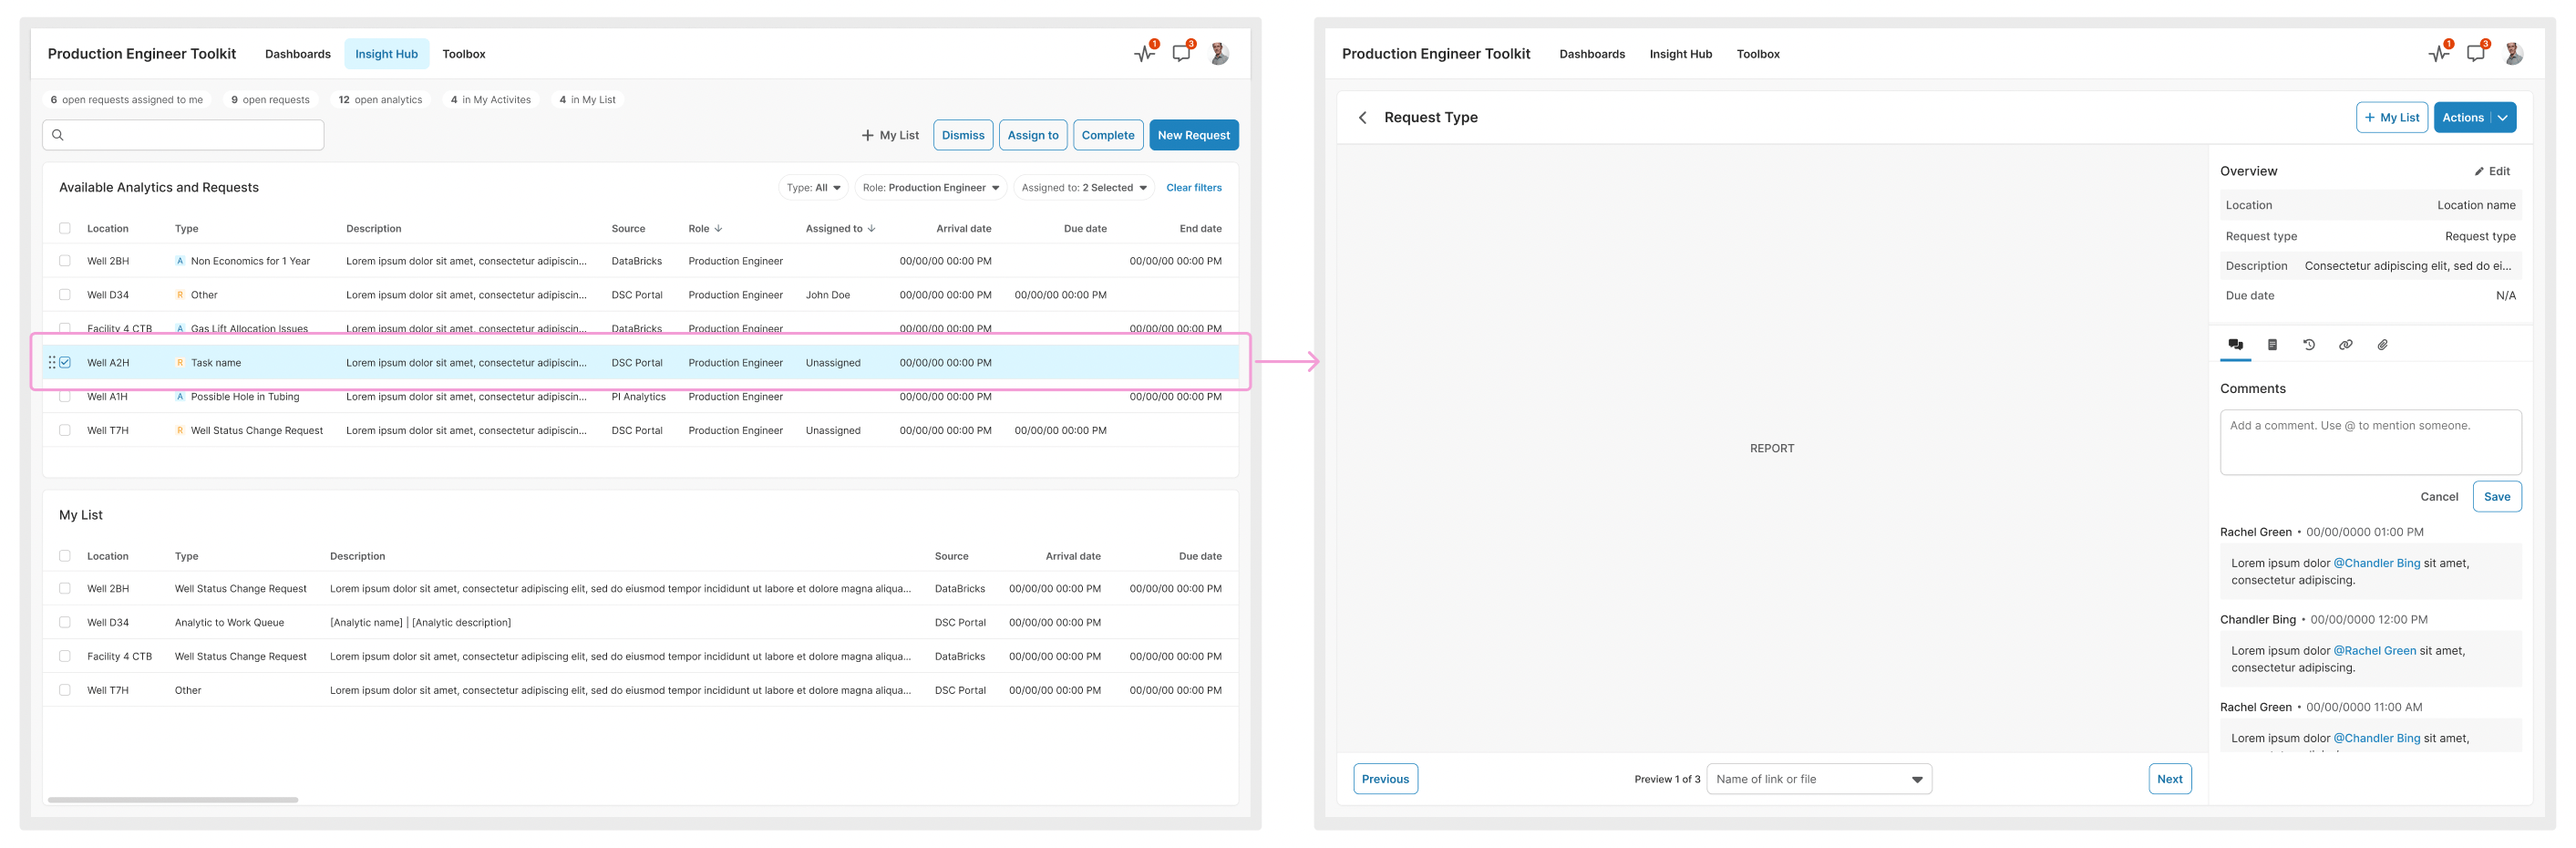 Production Engineer Toolkit Dashboards Insight Hub Toolbox 1 3
6 open requests assigned to me 9 open requests 12 open analytics 4 in My Activites 4 in My List
+ My List Dismiss Assign to Complete New Request
Available Analytics and Requests Type: All Role: Production Engineer Assigned to: 2 Selected Clear filters
Location Type Description Source Role Assigned to Arrival date Due date End date
Well 2BH A Non Economics for 1 Year Lorem ipsum dolor sit amet, consectetur adipiscin... DataBricks Production Engineer 00/00/00 00:00 PM 00/00/00 00:00 PM
Well D34 R Other Lorem ipsum dolor sit amet, consectetur adipiscin... DSC Portal Production Engineer John Doe 00/00/00 00:00 PM 00/00/00 00:00 PM
Facility 4 CTB A Gas Lift Allocation Issues Lorem ipsum dolor sit amet, consectetur adipiscin... DataBricks Production Engineer 00/00/00 00:00 PM 00/00/00 00:00 PM
Well A2H R Task name Lorem ipsum dolor sit amet, consectetur adipiscin... DSC Portal Production Engineer Unassigned 00/00/00 00:00 PM
Well A1H A Possible Hole in Tubing Lorem ipsum dolor sit amet, consectetur adipiscin... PI Analytics Production Engineer 00/00/00 00:00 PM 00/00/00 00:00 PM
Well T7H R Well Status Change Request Lorem ipsum dolor sit amet, consectetur adipiscin... DSC Portal Production Engineer Unassigned 00/00/00 00:00 PM 00/00/00 00:00 PM
My List
Location Type Description Source Arrival date Due date
Well 2BH Well Status Change Request Lorem ipsum dolor sit amet, consectetur adipiscing elit, sed do eiusmod tempor incididunt ut labore et dolore magna aliqua... DataBricks 00/00/00 00:00 PM 00/00/00 00:00 PM
Well D34 Analytic to Work Queue [Analytic name] | [Analytic description] DSC Portal 00/00/00 00:00 PM
Facility 4 CTB Well Status Change Request Lorem ipsum dolor sit amet, consectetur adipiscing elit, sed do eiusmod tempor incididunt ut labore et dolore magna aliqua... DataBricks 00/00/00 00:00 PM 00/00/00 00:00 PM
Well T7H Other Lorem ipsum dolor sit amet, consectetur adipiscing elit, sed do eiusmod tempor incididunt ut labore et dolore magna aliqua... DSC Portal 00/00/00 00:00 PM 00/00/00 00:00 PM
Production Engineer Toolkit Dashboards Insight Hub Toolbox 1 3
Request Type + My List Actions
REPORT
Previous Preview 1 of 3 Name of link or file Next
Overview Edit
Location Location name
Request type Request type
Description Consectetur adipiscing elit, sed do ei...
Due date N/A
Comments
Add a comment. Use @ to mention someone.
Cancel Save
Rachel Green • 00/00/0000 01:00 PM
Lorem ipsum dolor @Chandler Bing sit amet,
consectetur adipiscing.
Chandler Bing • 00/00/0000 12:00 PM
Lorem ipsum dolor @Rachel Green sit amet,
consectetur adipiscing.
Rachel Green • 00/00/0000 11:00 AM
Lorem ipsum dolor @Chandler Bing sit amet,